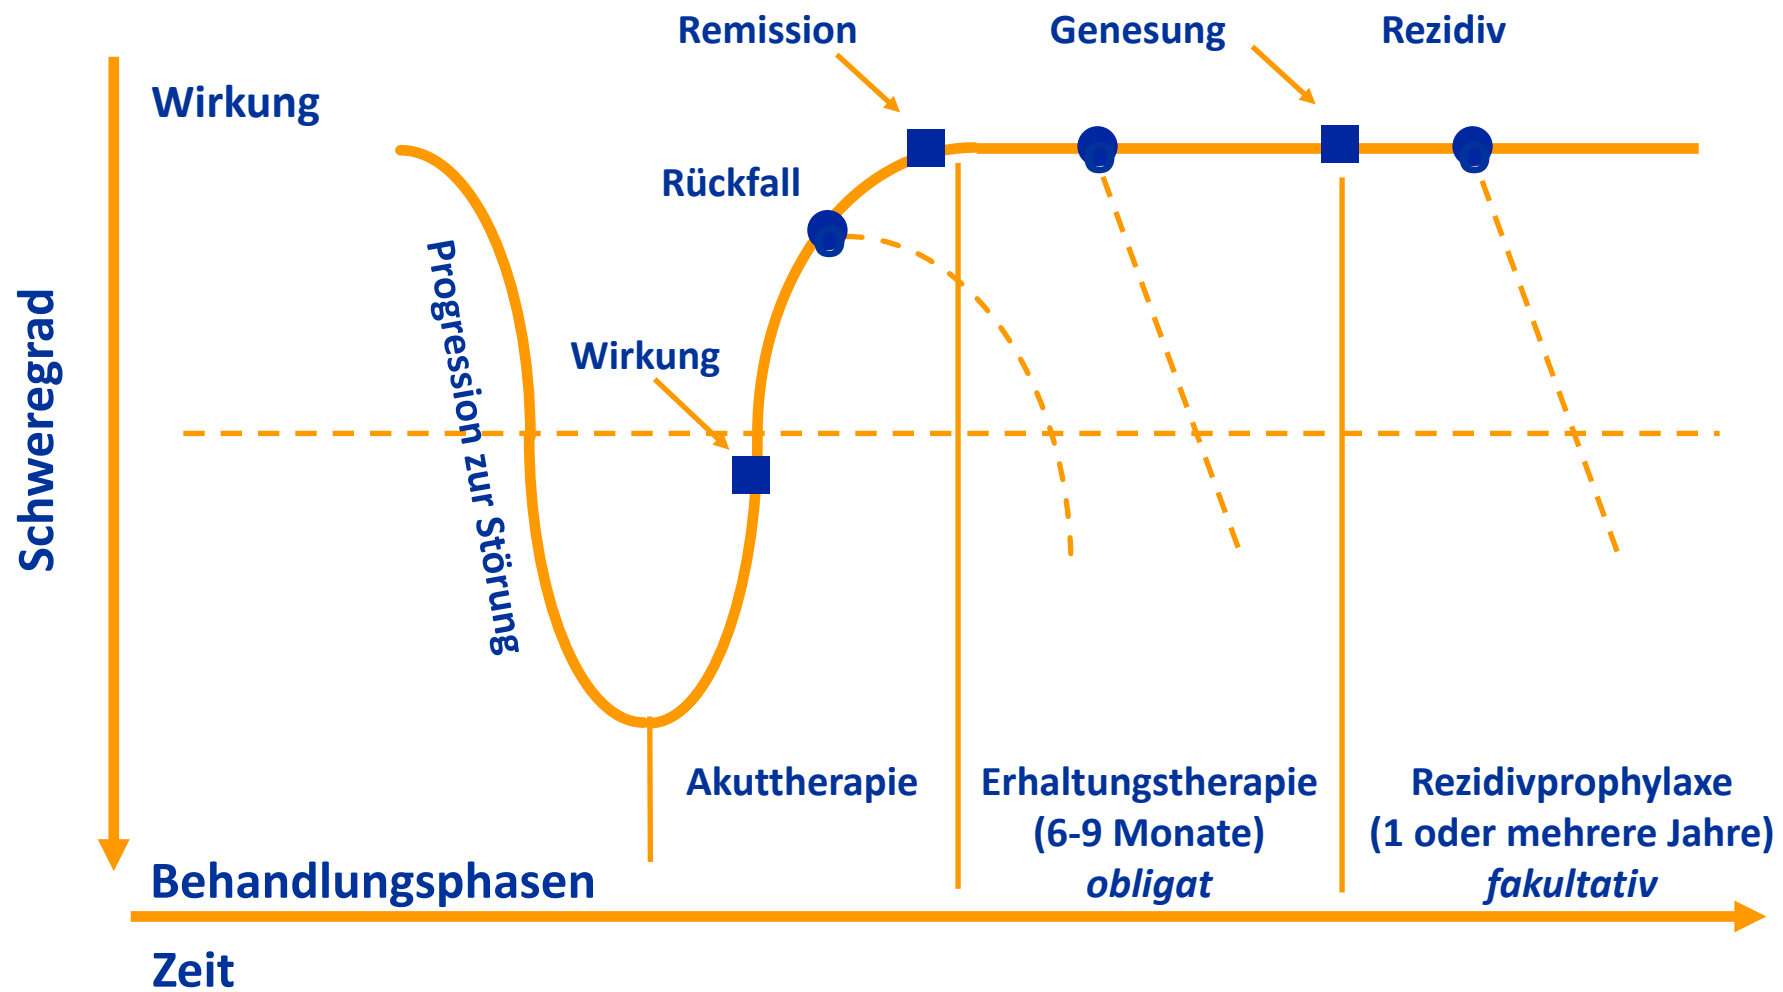 Remission
Genesung
Rezidiv
Wirkung
Rückfall
Progression zur Störung
Wirkung
Schweregrad
Akuttherapie
Erhaltungstherapie
(6-9 Monate)
obligat
Rezidivprophylaxe
(1 oder mehrere Jahre)
fakultativ
Behandlungsphasen
Zeit